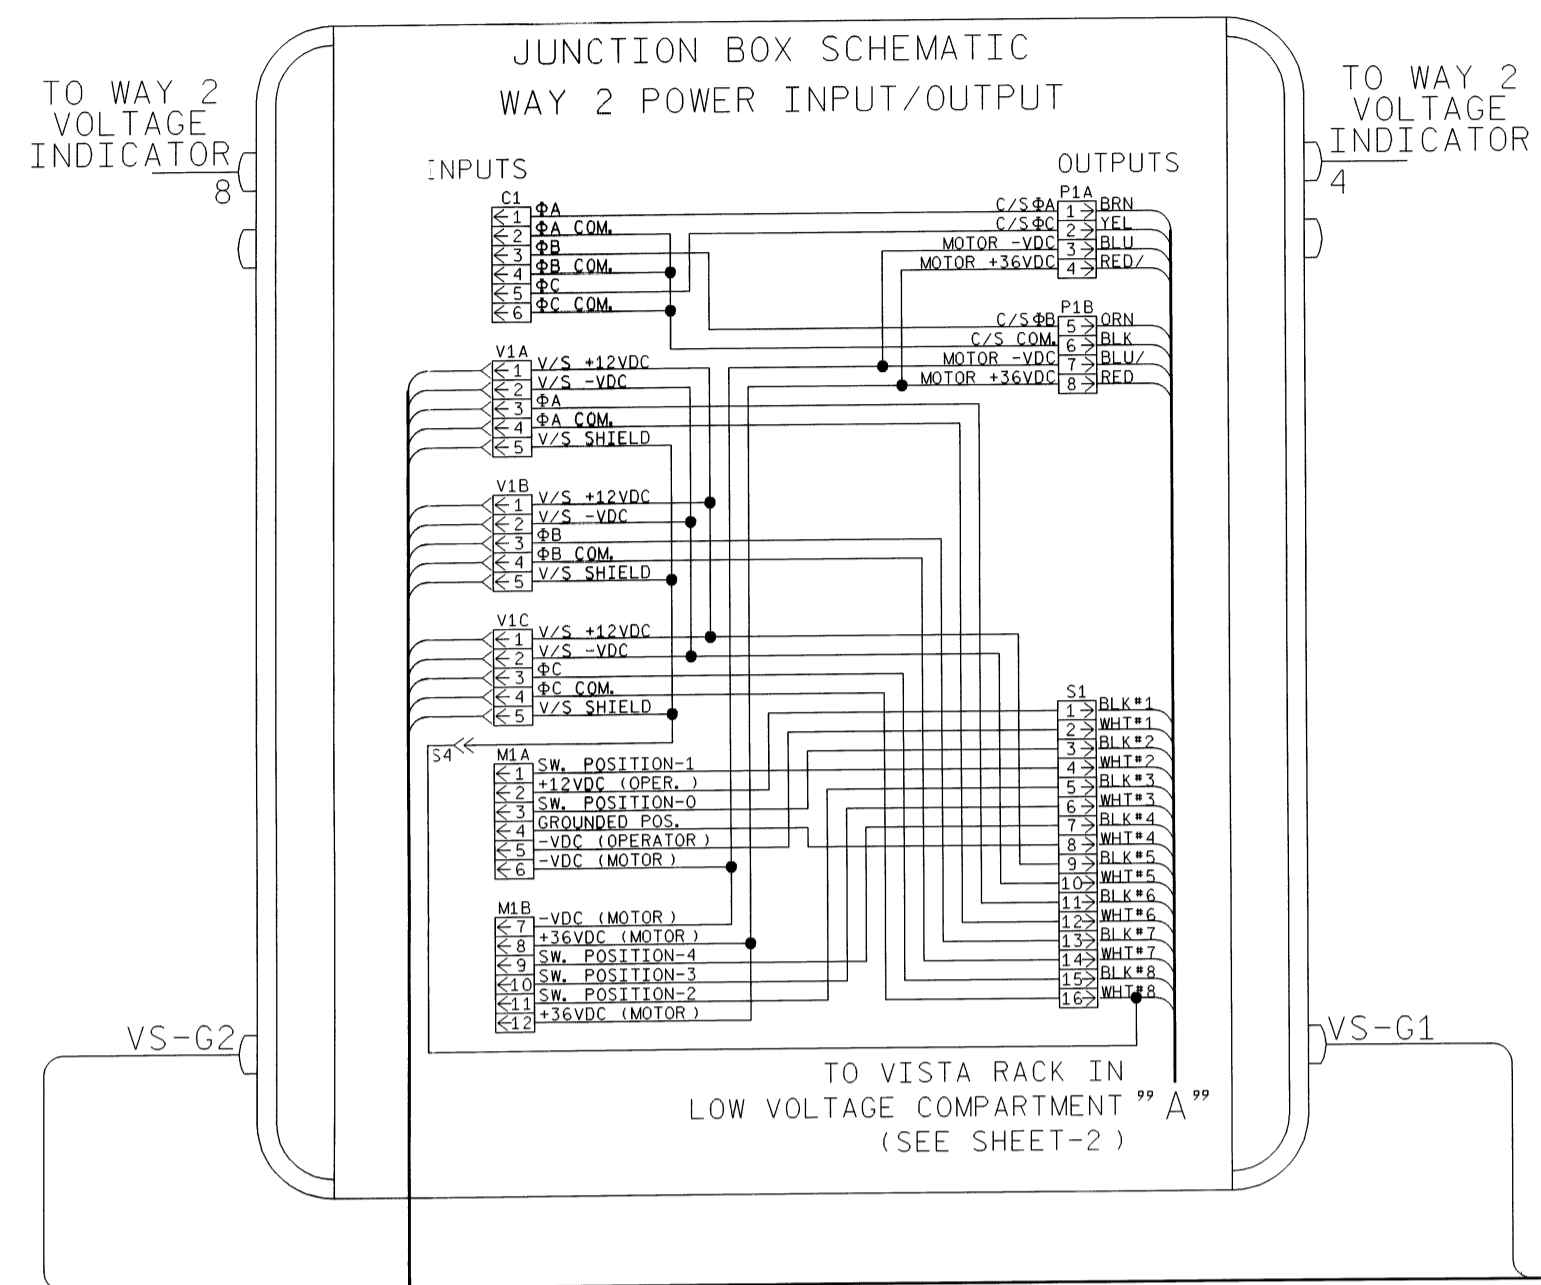 JUNCTION BOX SCHEMATIC
WAY 2 POWER INPUT/OUTPUT
TO WAY 2
VOLTAGE
INDICATOR
8
TO WAY 2
VOLTAGE
INDICATOR
4
INPUTS
C1
1 ΦA
2 ΦA COM.
3 ΦB
4 ΦB COM.
5 ΦC
6 ΦC COM.
V1A
1 V/S +12VDC
2 V/S -VDC
3 ΦA
4 ΦA COM.
5 V/S SHIELD
V1B
1 V/S +12VDC
2 V/S -VDC
3 ΦB
4 ΦB COM.
5 V/S SHIELD
V1C
1 V/S +12VDC
2 V/S -VDC
3 ΦC
4 ΦC COM.
5 V/S SHIELD
S4
M1A
1 SW. POSITION-1
2 +12VDC (OPER.)
3 SW. POSITION-0
4 GROUNDED POS.
5 -VDC (OPERATOR)
6 -VDC (MOTOR)
M1B
7 -VDC (MOTOR)
8 +36VDC (MOTOR)
9 SW. POSITION-4
10 SW. POSITION-3
11 SW. POSITION-2
12 +36VDC (MOTOR)
OUTPUTS
P1A
C/SΦA 1 BRN
C/SΦC 2 YEL
MOTOR -VDC 3 BLU
MOTOR +36VDC 4 RED/
P1B
C/SΦB 5 ORN
C/S COM. 6 BLK
MOTOR -VDC 7 BLU/
MOTOR +36VDC 8 RED
S1
1 BLK#1
2 WHT#1
3 BLK#2
4 WHT#2
5 BLK#3
6 WHT#3
7 BLK#4
8 WHT#4
9 BLK#5
10 WHT#5
11 BLK#6
12 WHT#6
13 BLK#7
14 WHT#7
15 BLK#8
16 WHT#8
VS-G2
VS-G1
TO VISTA RACK IN
LOW VOLTAGE COMPARTMENT "A"
(SEE SHEET-2)